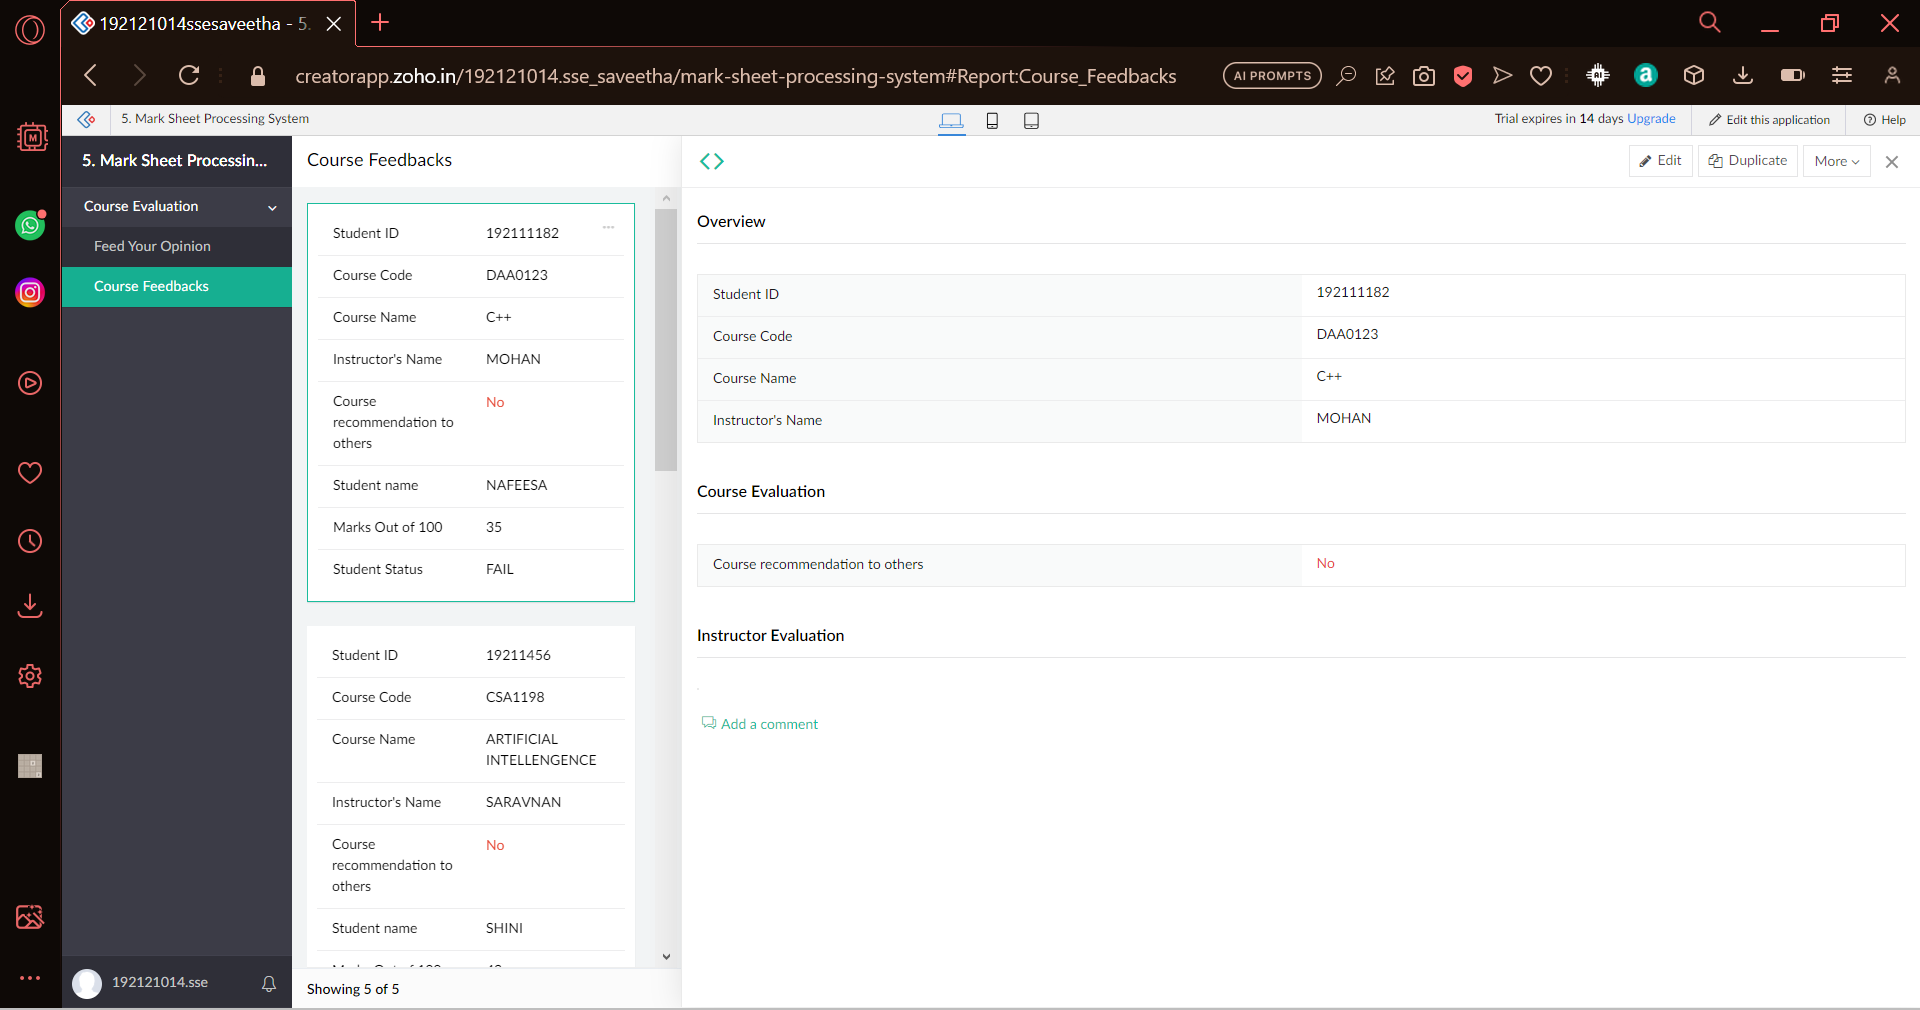 192121014ssesaveetha - 5.
creatorapp.zoho.in/192121014.sse_saveetha/mark-sheet-processing-system#Report:Course_Feedbacks
AI PROMPTS
5. Mark Sheet Processing System
Trial expires in 14 days Upgrade
Edit this application
Help
5. Mark Sheet Processin...
Course Evaluation
Feed Your Opinion
Course Feedbacks
192121014.sse
Course Feedbacks
Student ID 192111182
Course Code DAA0123
Course Name C++
Instructor's Name MOHAN
Course No
recommendation to
others
Student name NAFEESA
Marks Out of 100 35
Student Status FAIL
Student ID 19211456
Course Code CSA1198
Course Name ARTIFICIAL
INTELLENGENCE
Instructor's Name SARAVNAN
Course No
recommendation to
others
Student name SHINI
Showing 5 of 5
Edit
Duplicate
More
Overview
Student ID 192111182
Course Code DAA0123
Course Name C++
Instructor's Name MOHAN
Course Evaluation
Course recommendation to others No
Instructor Evaluation
Add a comment